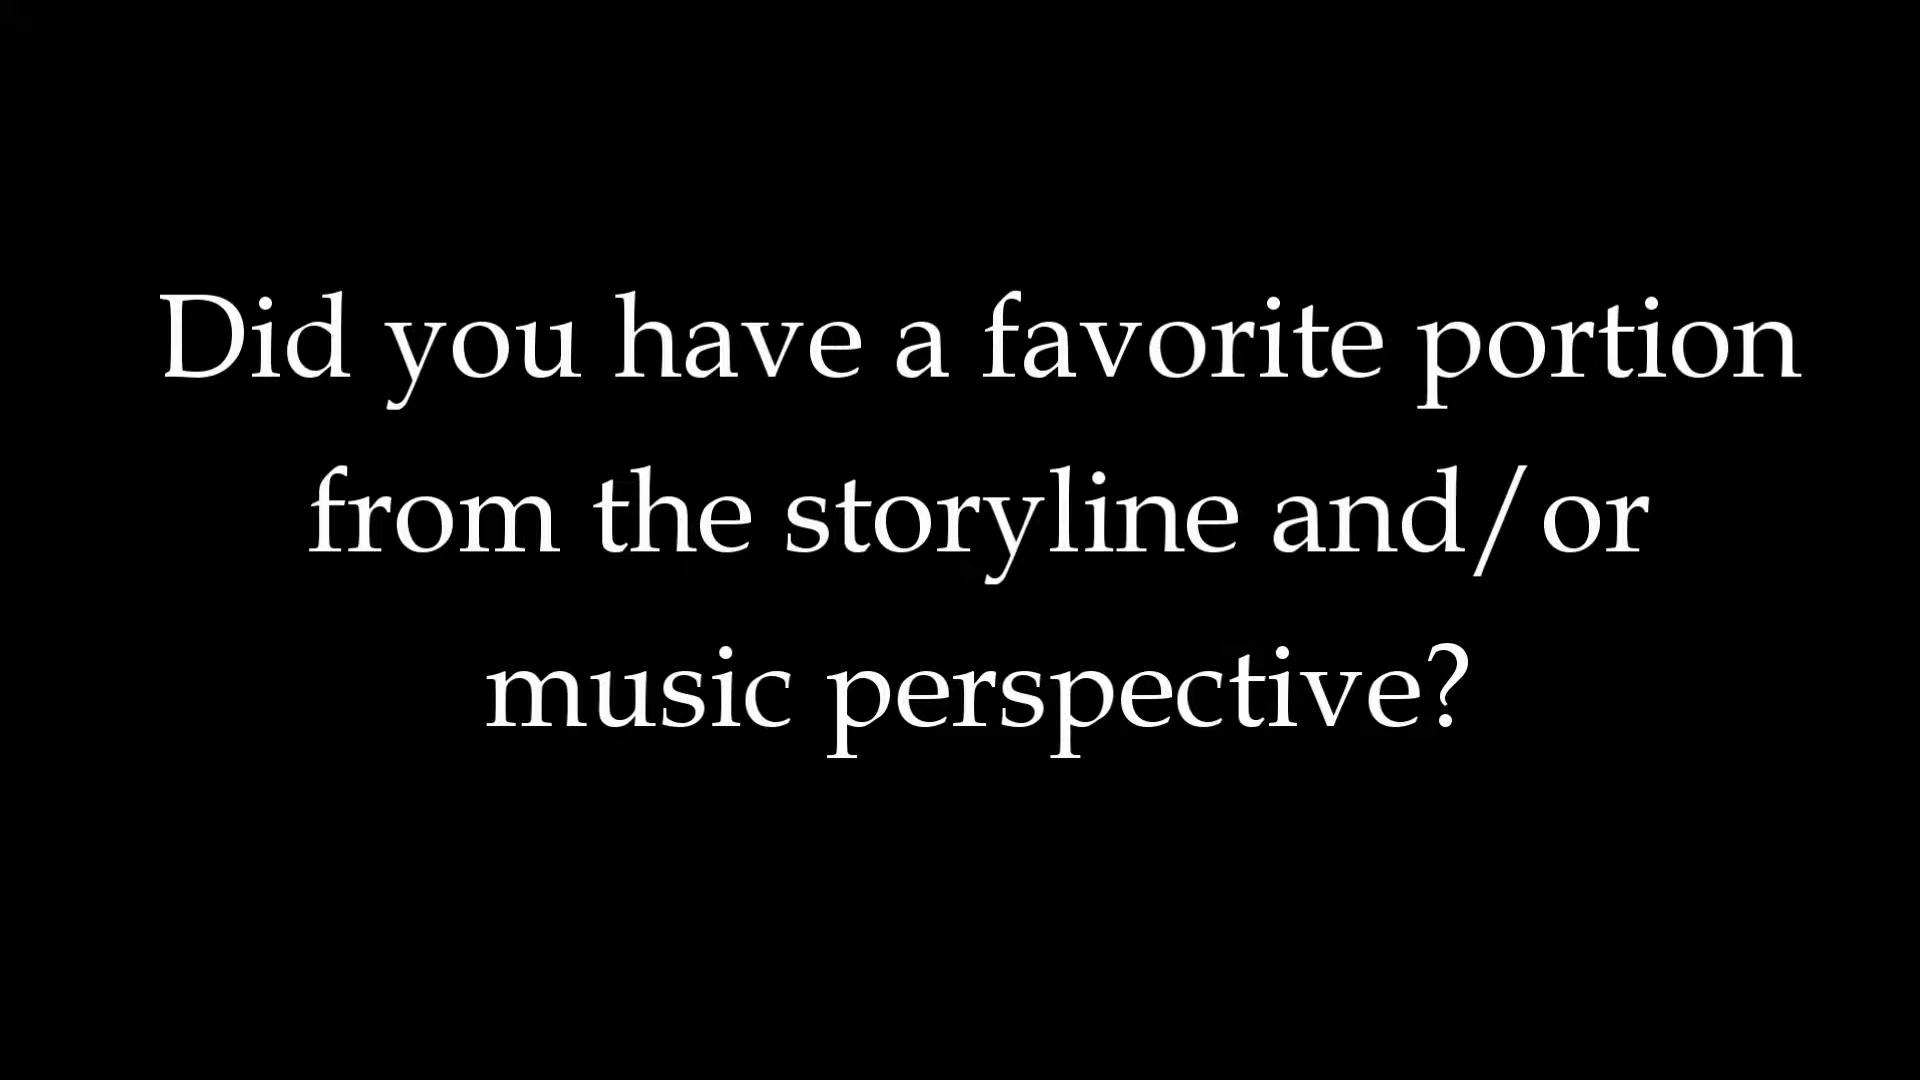 Did you have a favorite portion
from the storyline and/or
music perspective?